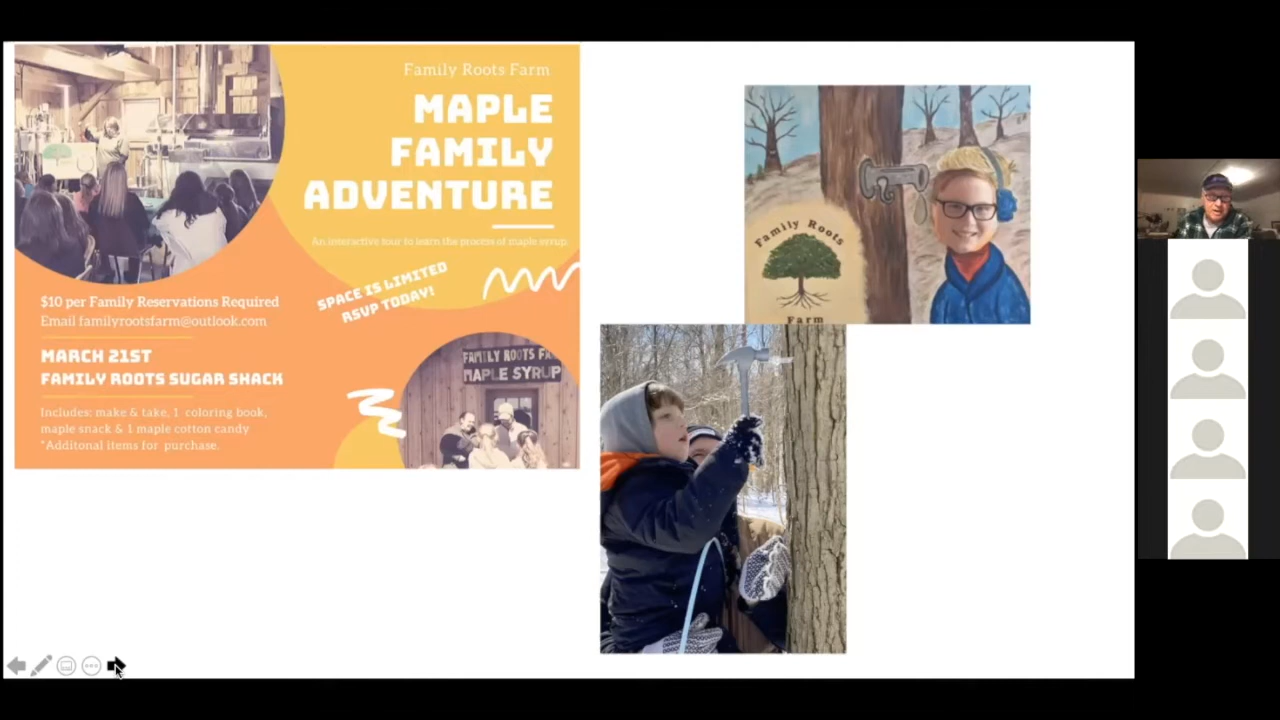 Family Roots Farm
MAPLE
FAMILY
ADVENTURE
An interactive tour to learn the process of maple syrup.
SPACE IS LIMITED
RSVP TODAY!
$10 per Family Reservations Required
Email familyrootsfarm@outlook.com
MARCH 21ST
FAMILY ROOTS SUGAR SHACK
Includes: make & take, 1 coloring book,
maple snack & 1 maple cotton candy
*Additonal items for purchase.
FAMILY ROOTS FA
MAPLE SYRUP
Family Roots
Farm